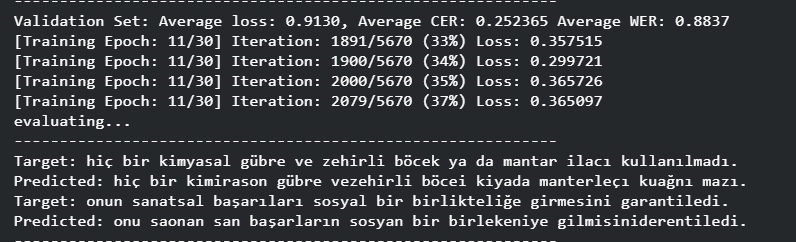 --------------------------------------------------------
Validation Set: Average loss: 0.9130, Average CER: 0.252365 Average WER: 0.8837
[Training Epoch: 11/30] Iteration: 1891/5670 (33%) Loss: 0.357515
[Training Epoch: 11/30] Iteration: 1900/5670 (34%) Loss: 0.299721
[Training Epoch: 11/30] Iteration: 2000/5670 (35%) Loss: 0.365726
[Training Epoch: 11/30] Iteration: 2079/5670 (37%) Loss: 0.365097
evaluating...
--------------------------------------------------------
Target: hiç bir kimyasal gübre ve zehirli böcek ya da mantar ilacı kullanılmadı.
Predicted: hiç bir kimirason gübre vezehirli böcei kiyada manterleçı kuağnı mazı.
Target: onun sanatsal başarıları sosyal bir birlikteliğe girmesini garantiledi.
Predicted: onu saonan san başarların sosyan bir birlekeniye gilmisiniderentiledi.
--------------------------------------------------------